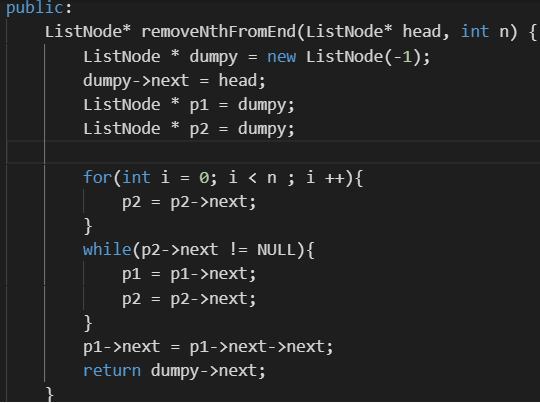 public:
    ListNode* removeNthFromEnd(ListNode* head, int n) {
        ListNode * dumpy = new ListNode(-1);
        dumpy->next = head;
        ListNode * p1 = dumpy;
        ListNode * p2 = dumpy;

        for(int i = 0; i < n ; i ++){
            p2 = p2->next;
        }
        while(p2->next != NULL){
            p1 = p1->next;
            p2 = p2->next;
        }
        p1->next = p1->next->next;
        return dumpy->next;
    }